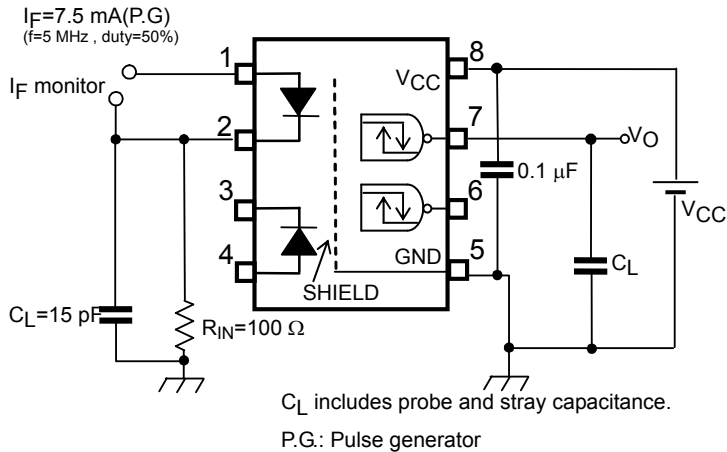 IF=7.5 mA(P.G)
(f=5 MHz , duty=50%)
IF monitor
1
2
3
4
8
VCC
7
VO
0.1 μF
6
VCC
GND
5
SHIELD
CL
CL=15 pF
RIN=100 Ω
CL includes probe and stray capacitance.
P.G.: Pulse generator